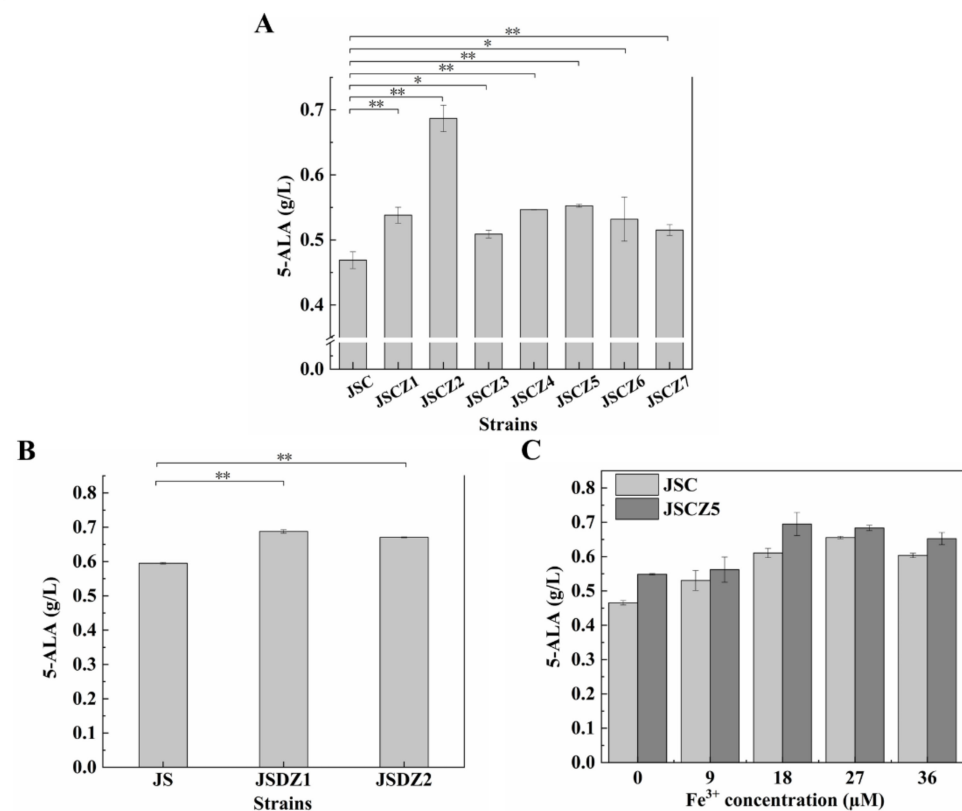 A
**
*
**
**
*
**
**
0.7
0.6
0.5
0.4
0.0
5-ALA (g/L)
JSC JSCZ1 JSCZ2 JSCZ3 JSCZ4 JSCZ5 JSCZ6 JSCZ7
Strains
B
**
**
0.8
0.7
0.6
0.5
0.4
0.3
0.2
0.1
0.0
5-ALA (g/L)
JS JSDZ1 JSDZ2
Strains
C
JSC
JSCZ5
0.8
0.7
0.6
0.5
0.4
0.3
0.2
0.1
0.0
5-ALA (g/L)
0 9 18 27 36
Fe³⁺ concentration (µM)